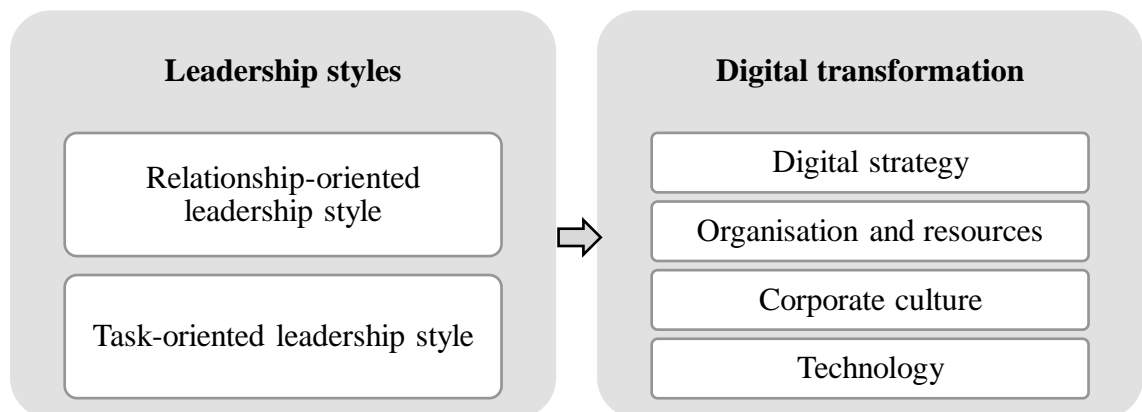 Leadership styles
Relationship-oriented
leadership style
Task-oriented leadership style
Digital transformation
Digital strategy
Organisation and resources
Corporate culture
Technology